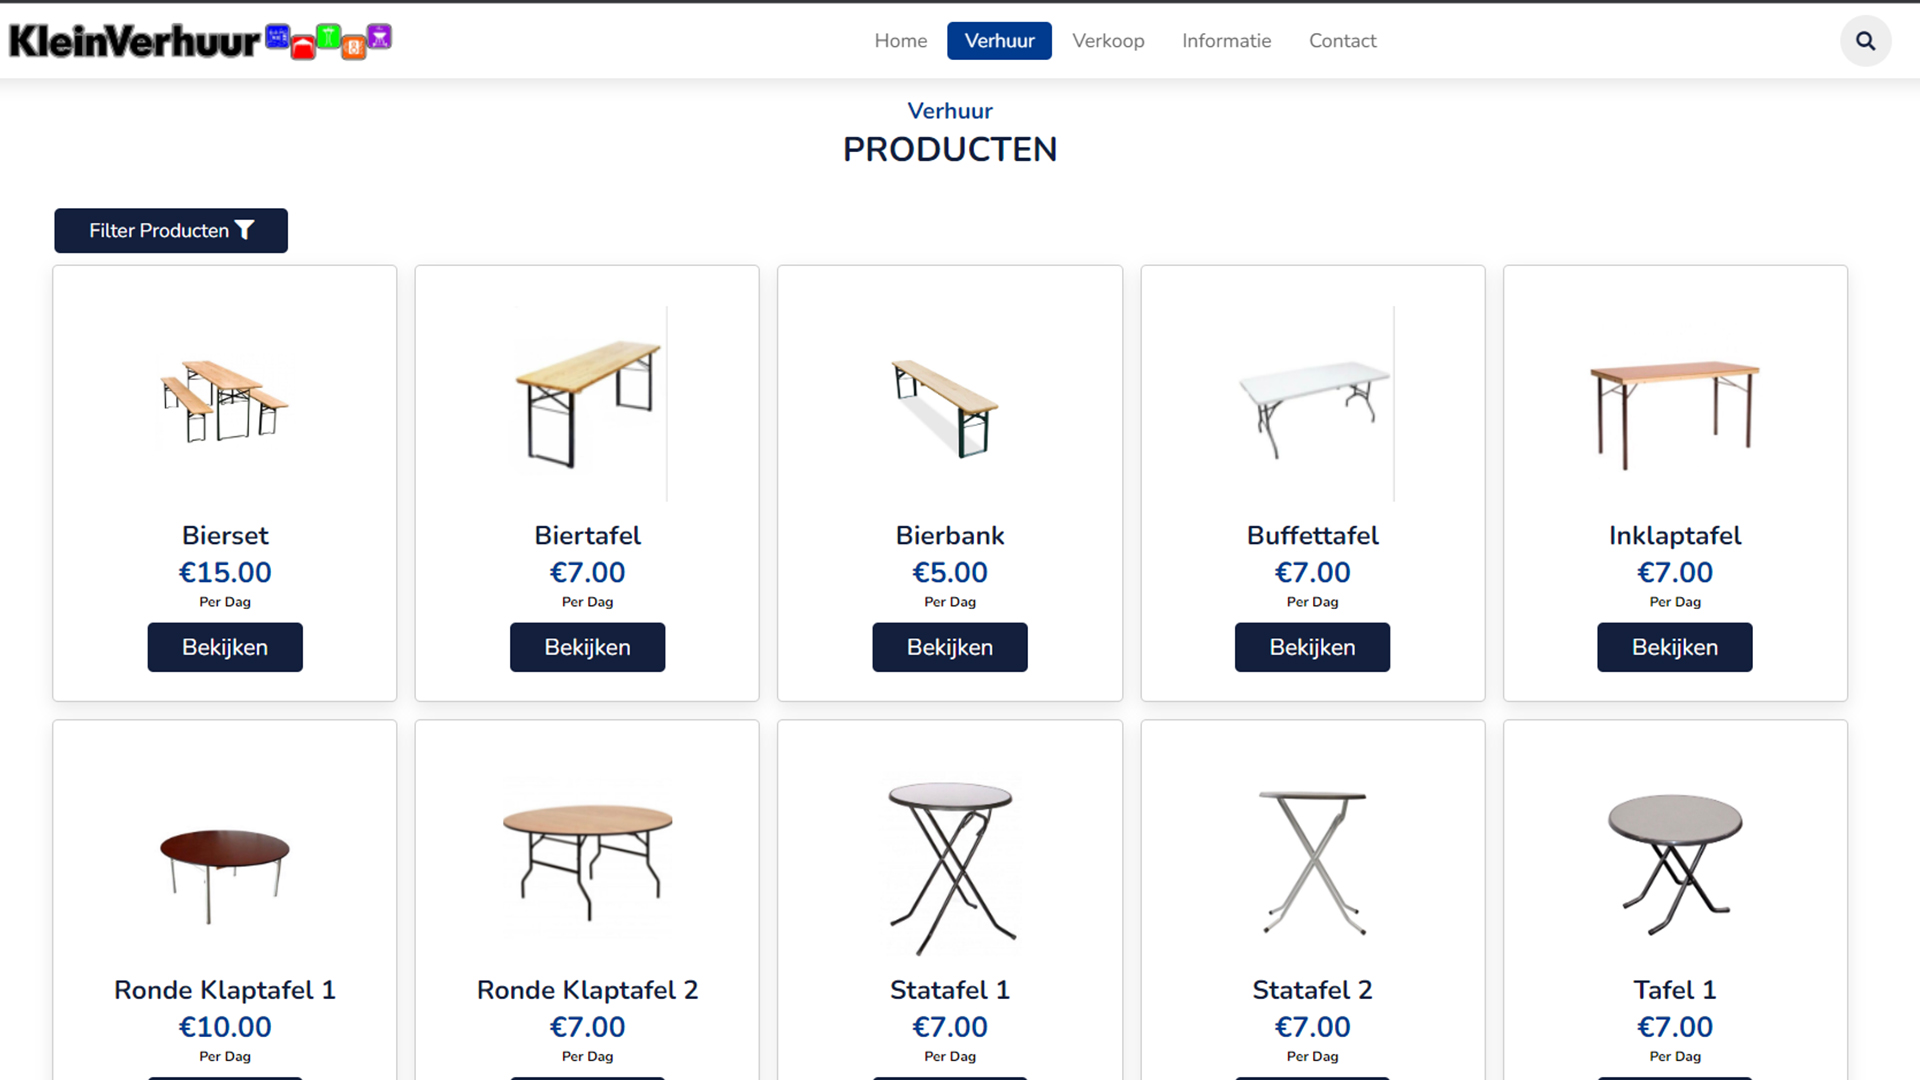 KleinVerhuur
Home Verhuur Verkoop Informatie Contact
Verhuur
PRODUCTEN
Filter Producten
Bierset Biertafel Bierbank Buffettafel Inklaptafel
€15.00 €7.00 €5.00 €7.00 €7.00
Per Dag Per Dag Per Dag Per Dag Per Dag
Bekijken Bekijken Bekijken Bekijken Bekijken
Ronde Klaptafel 1 Ronde Klaptafel 2 Statafel 1 Statafel 2 Tafel 1
€10.00 €7.00 €7.00 €7.00 €7.00
Per Dag Per Dag Per Dag Per Dag Per Dag